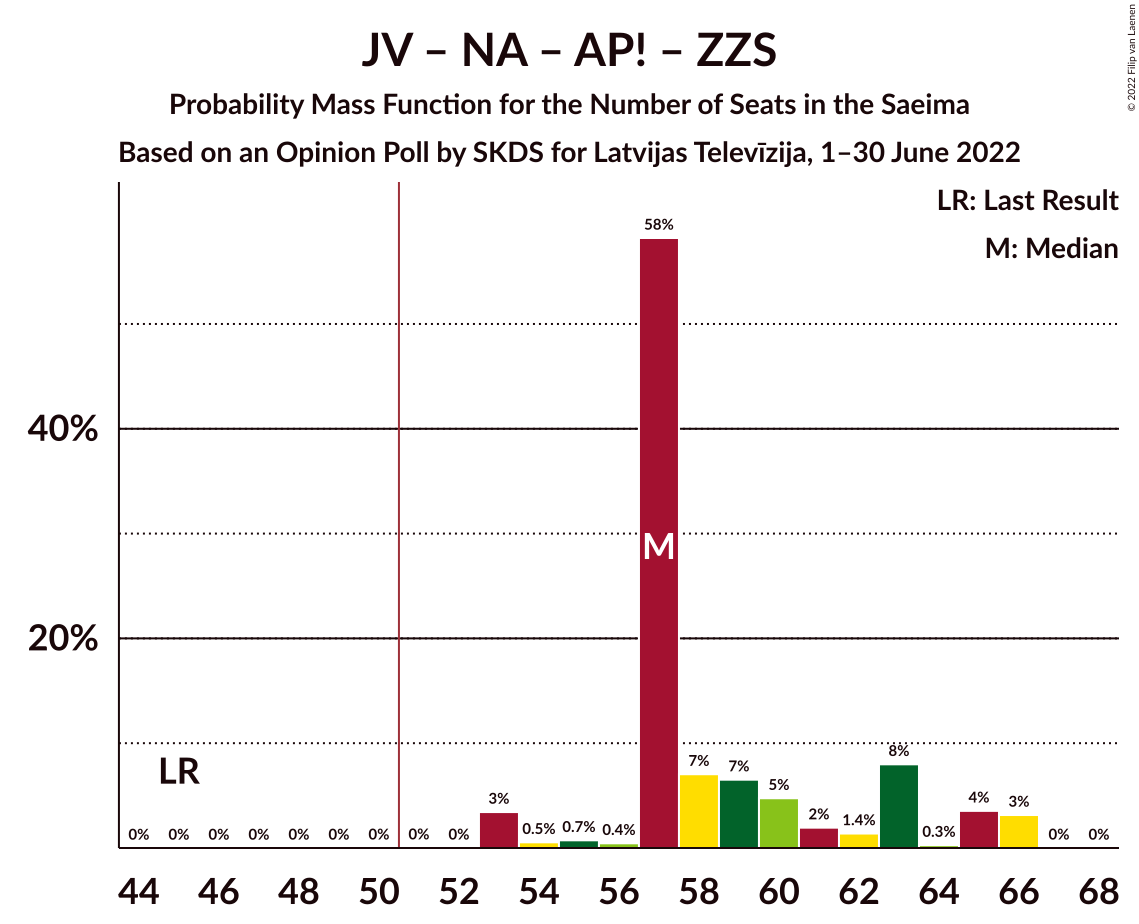 JV – NA – AP! – ZZS
Probability Mass Function for the Number of Seats in the Saeima
Based on an Opinion Poll by SKDS for Latvijas Televīzija, 1–30 June 2022
© 2022 Filip van Laenen
LR: Last Result
M: Median
58%
40%
M
20%
LR
0% 0% 0% 0% 0% 0% 0% 0% 0% 3% 0.5% 0.7% 0.4% 7% 7% 5% 2% 1.4% 8% 0.3% 4% 3% 0% 0%
44 46 48 50 52 54 56 58 60 62 64 66 68